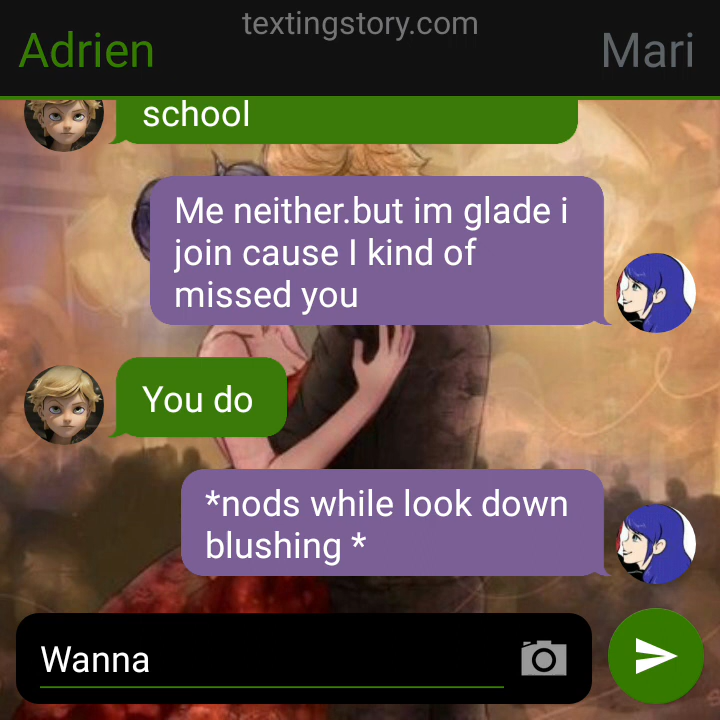 textingstory.com
Adrien
Mari
school
Me neither.but im glade i
join cause I kind of
missed you
You do
*nods while look down
blushing *
Wanna